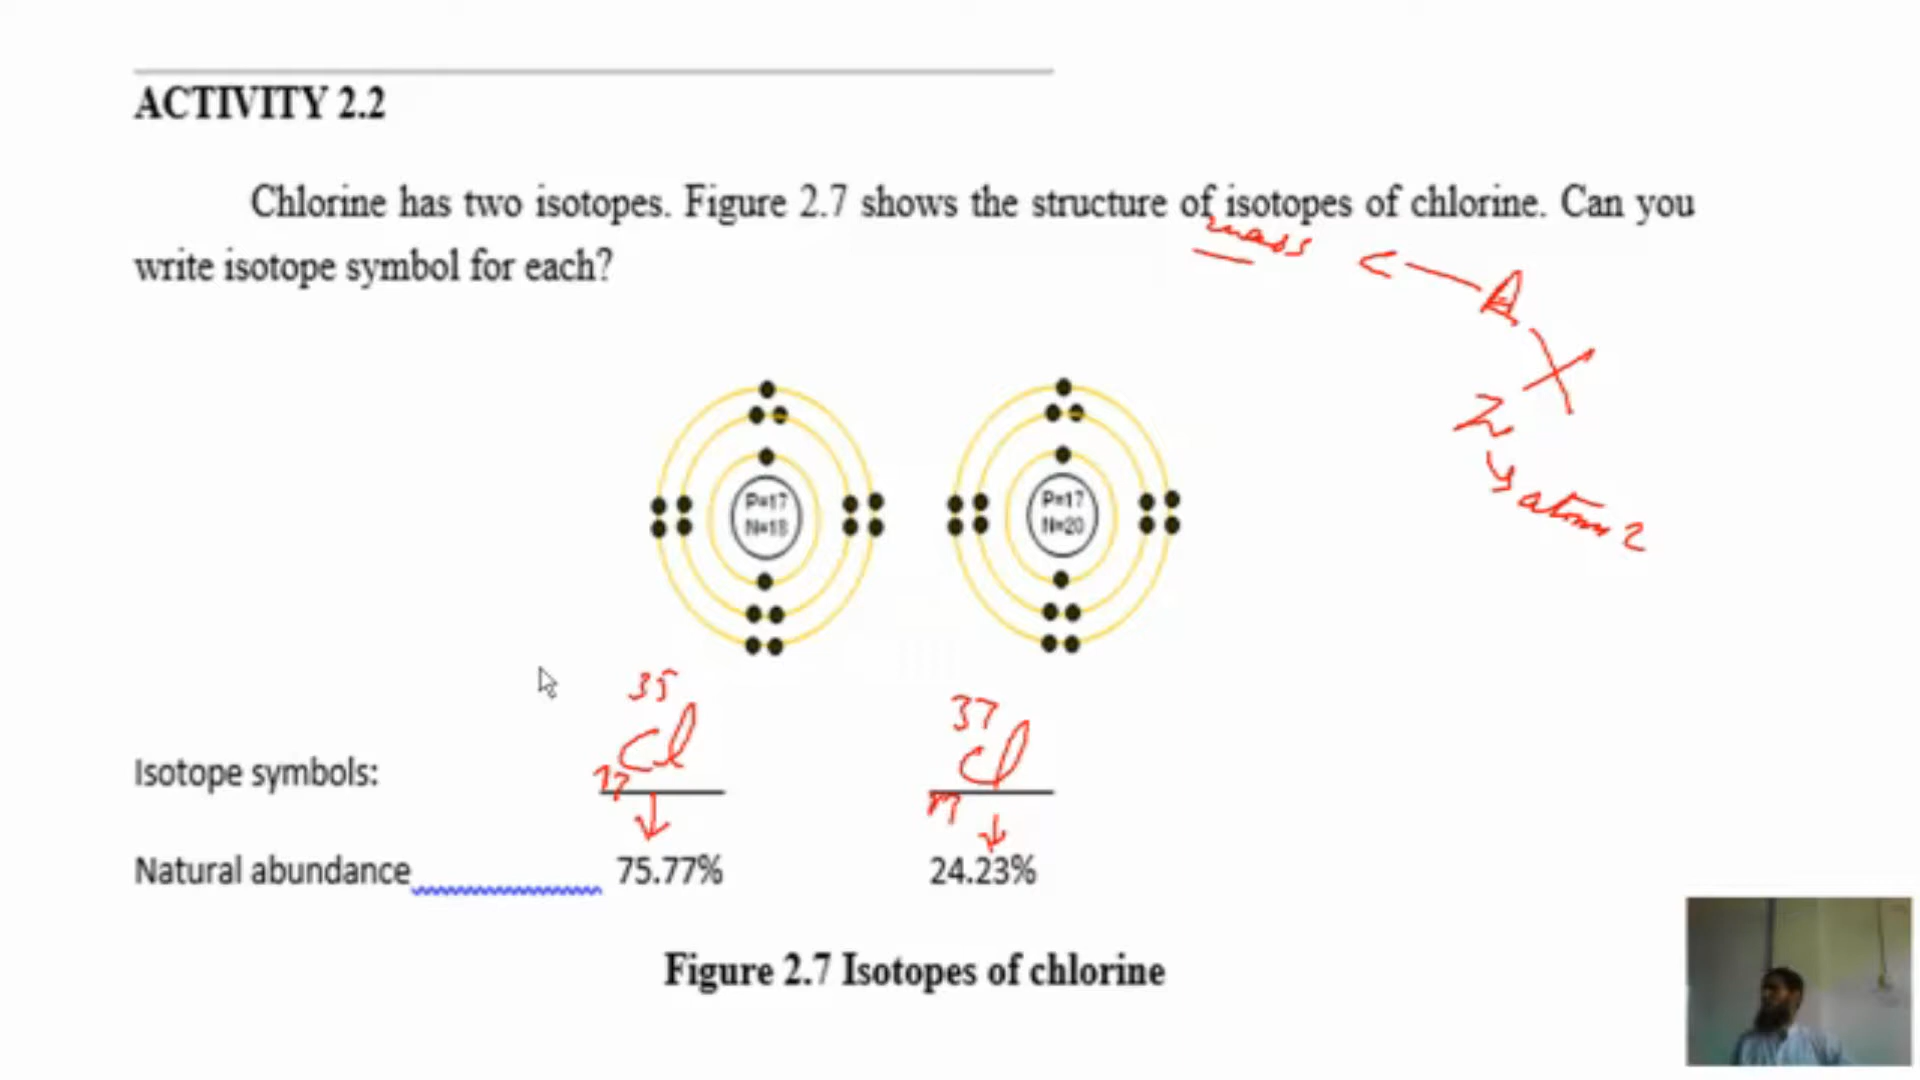 ACTIVITY 2.2
Chlorine has two isotopes. Figure 2.7 shows the structure of isotopes of chlorine. Can you
write isotope symbol for each?
mass A
X
Z
P=17 P=17
N=18 N=20
35 37
Cl Cl
Isotope symbols: 17
Natural abundance 75.77% 24.23%
Figure 2.7 Isotopes of chlorine